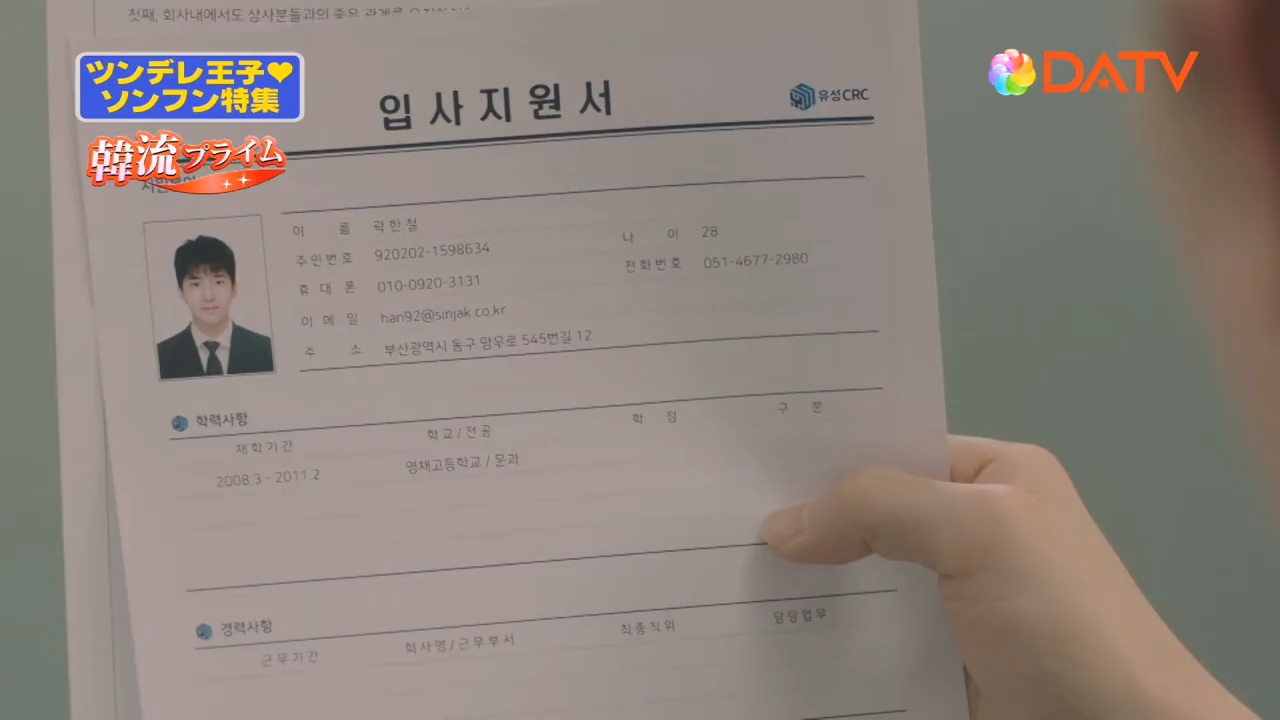 첫째, 회사내에서도 상사분들과의 좋은 관계를
ツンデレ王子♥
ソンフン特集
韓流プライム
DATV
입사지원서
유성CRC
이 름 곽한철
주민번호 920202-1598634
나 이 28
휴대폰 010-0920-3131
전화번호 051-4677-2980
이메일 han92@sinjak.co.kr
주 소 부산광역시 동구 망우로 545번길 12
학력사항
재학기간 학교/전공 학 점 구 분
2008.3 - 2011.2 영재고등학교 / 문과
경력사항
근무기간 회사명/근무부서 최종직위 담당업무